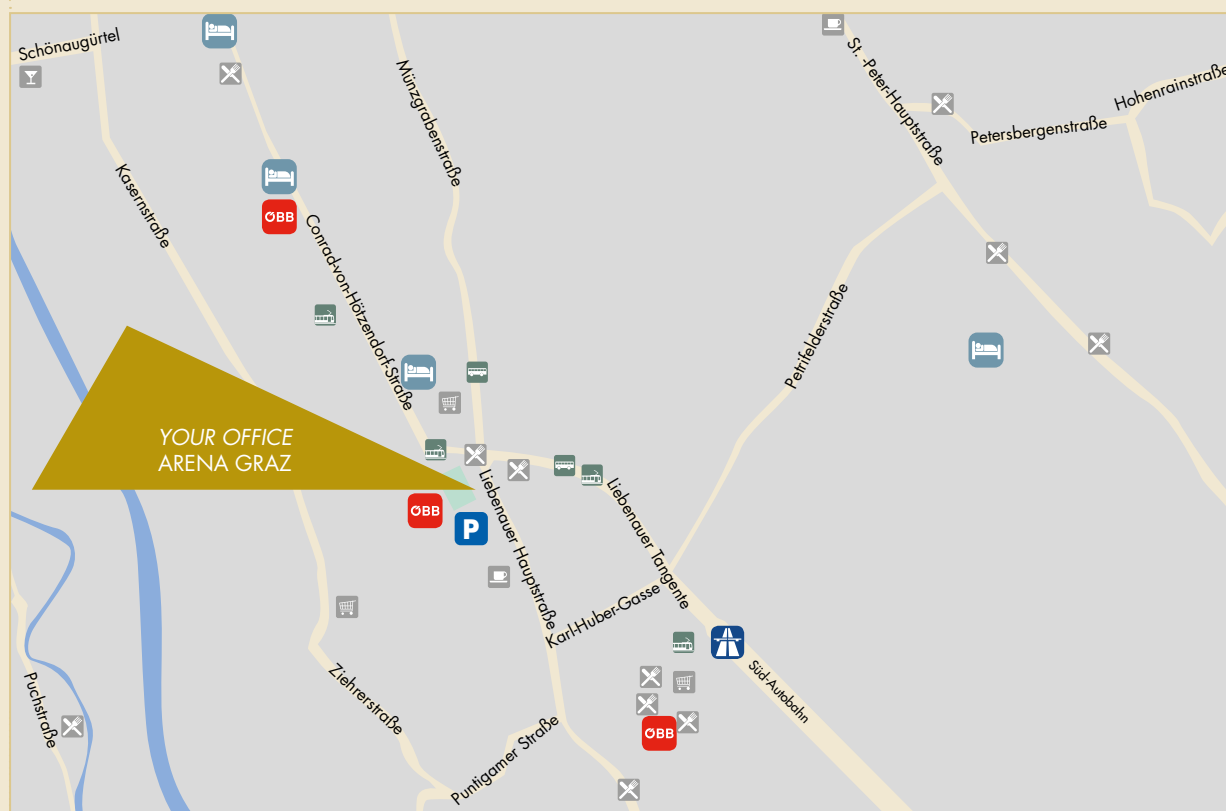 Schönaugürtel
Münzgrabenstraße
St. -Peter-Hauptstraße
Hohenrainstraße
Petersbergenstraße
Kasernstraße
ÖBB
Conrad-von-Hötzendorf-Straße
Petrifelderstraße
YOUR OFFICE
ARENA GRAZ
ÖBB
P
Liebenauer Hauptstraße
Liebenauer Tangente
Karl-Huber-Gasse
Süd-Autobahn
Puchstraße
Ziehrerstraße
Puntigamer Straße
ÖBB